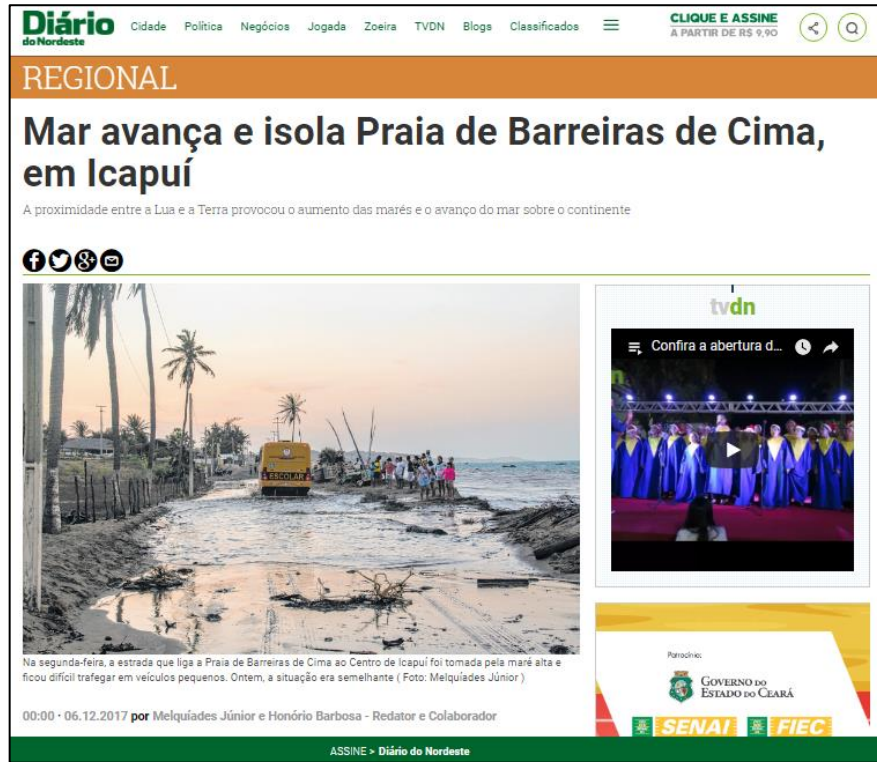 Diário
do Nordeste
Cidade Política Negócios Jogada Zoeira TVDN Blogs Classificados
CLIQUE E ASSINE
A PARTIR DE R$ 9,90
REGIONAL
Mar avança e isola Praia de Barreiras de Cima,
em Icapuí
A proximidade entre a Lua e a Terra provocou o aumento das marés e o avanço do mar sobre o continente
ESCOLAR
tvdn
Confira a abertura d...
Na segunda-feira, a estrada que liga a Praia de Barreiras de Cima ao Centro de Icapuí foi tomada pela maré alta e
ficou difícil trafegar em veículos pequenos. Ontem, a situação era semelhante ( Foto: Melquíades Júnior )
00:00 · 06.12.2017 por Melquíades Júnior e Honório Barbosa - Redator e Colaborador
Patrocínio:
GOVERNO DO
ESTADO DO CEARÁ
SENAI FIEC
ASSINE > Diário do Nordeste